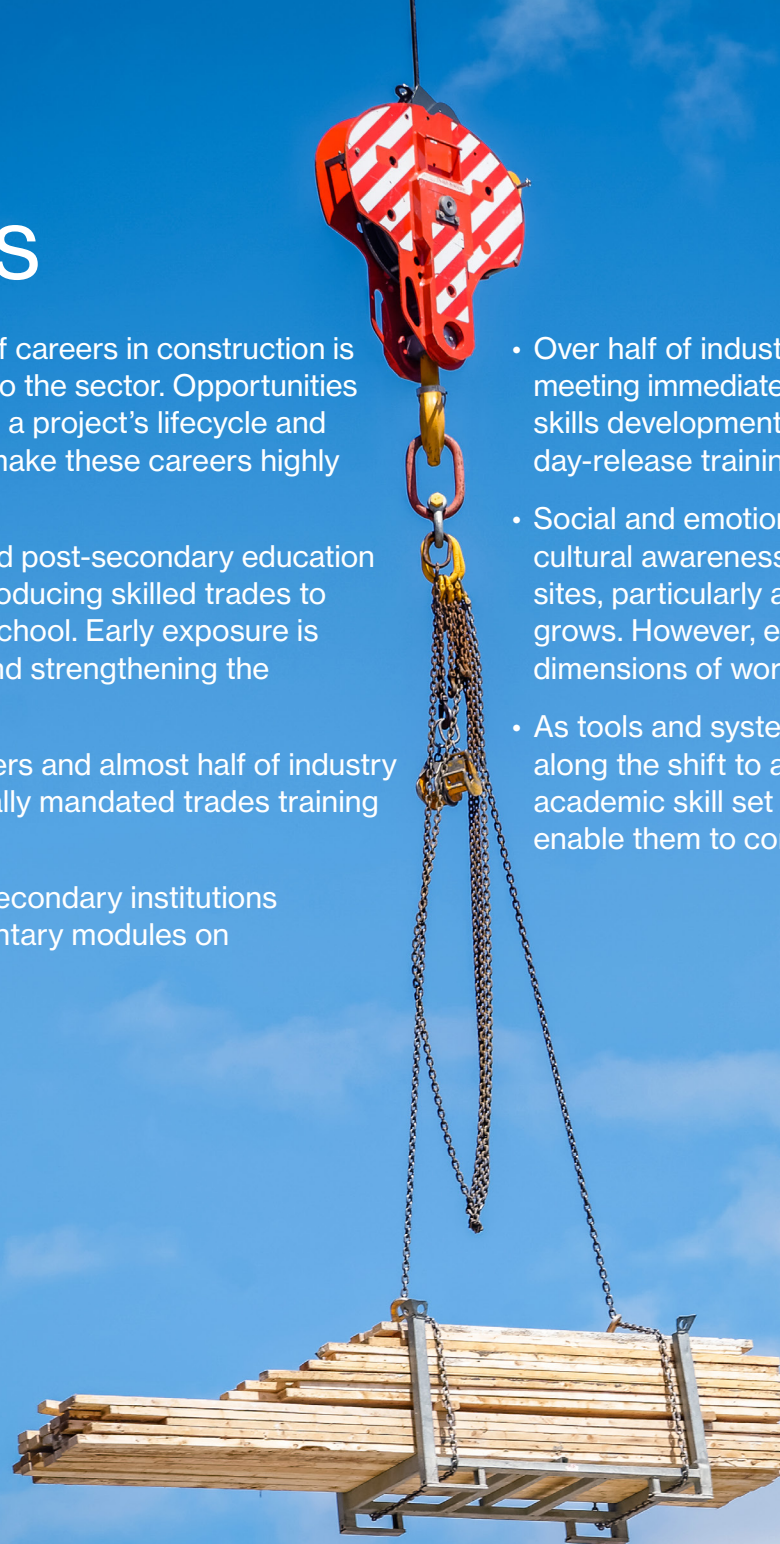 s
f careers in construction is
o the sector. Opportunities
a project’s lifecycle and
make these careers highly
d post-secondary education
oducing skilled trades to
chool. Early exposure is
nd strengthening the
ers and almost half of industry
ally mandated trades training
econdary institutions
ntary modules on
• Over half of indust
meeting immediate
skills development
day-release trainin
• Social and emotion
cultural awareness
sites, particularly a
grows. However, e
dimensions of wor
• As tools and syste
along the shift to a
academic skill set
enable them to co